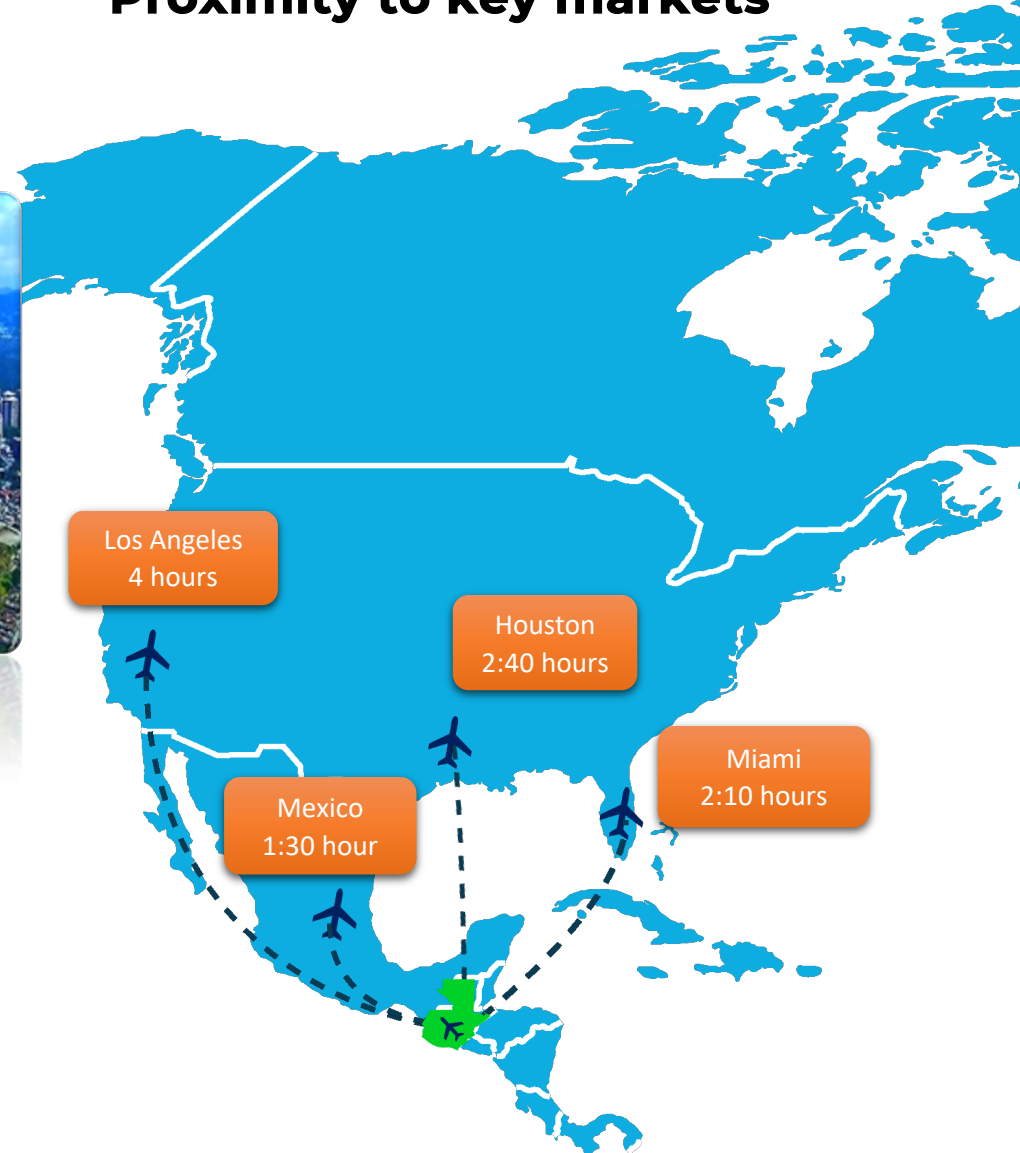 Proximity to key markets
Los Angeles
4 hours
Houston
2:40 hours
Miami
2:10 hours
Mexico
1:30 hour